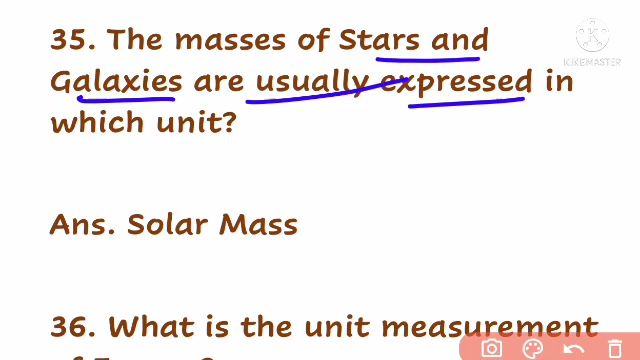 KINEMASTER
35. The masses of Stars and
Galaxies are usually expressed in
which unit?
Ans. Solar Mass
36. What is the unit measurement